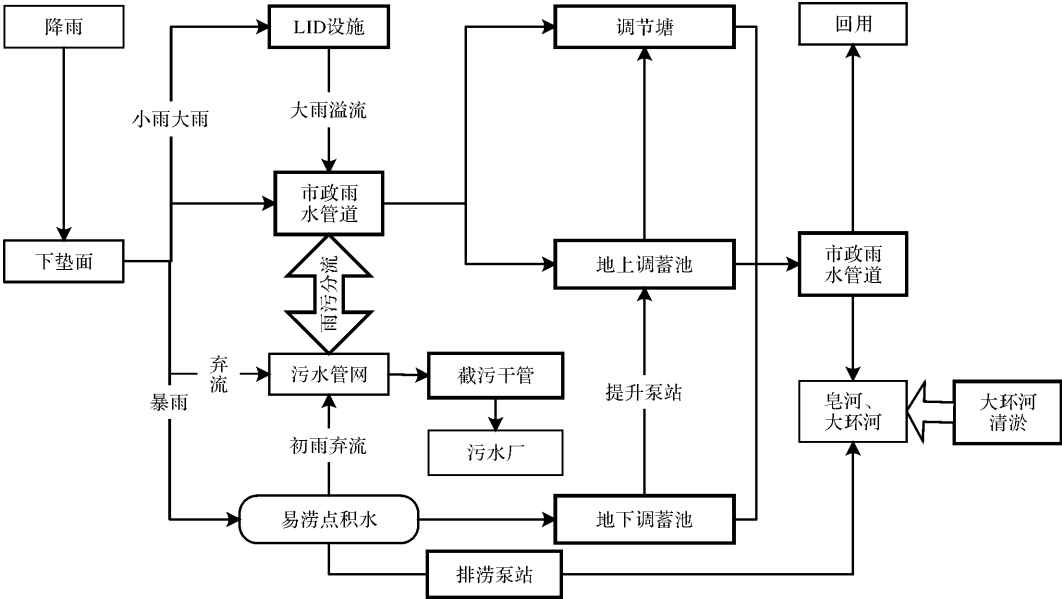 降雨
LID设施
调节塘
回用
小雨大雨
大雨溢流
市政雨
水管道
下垫面
地上调蓄池
市政雨
水管道
雨污分流
弃
流
污水管网
截污干管
提升泵站
暴雨
皂河、
大环河
大环河
清淤
初雨弃流
污水厂
易涝点积水
地下调蓄池
排涝泵站